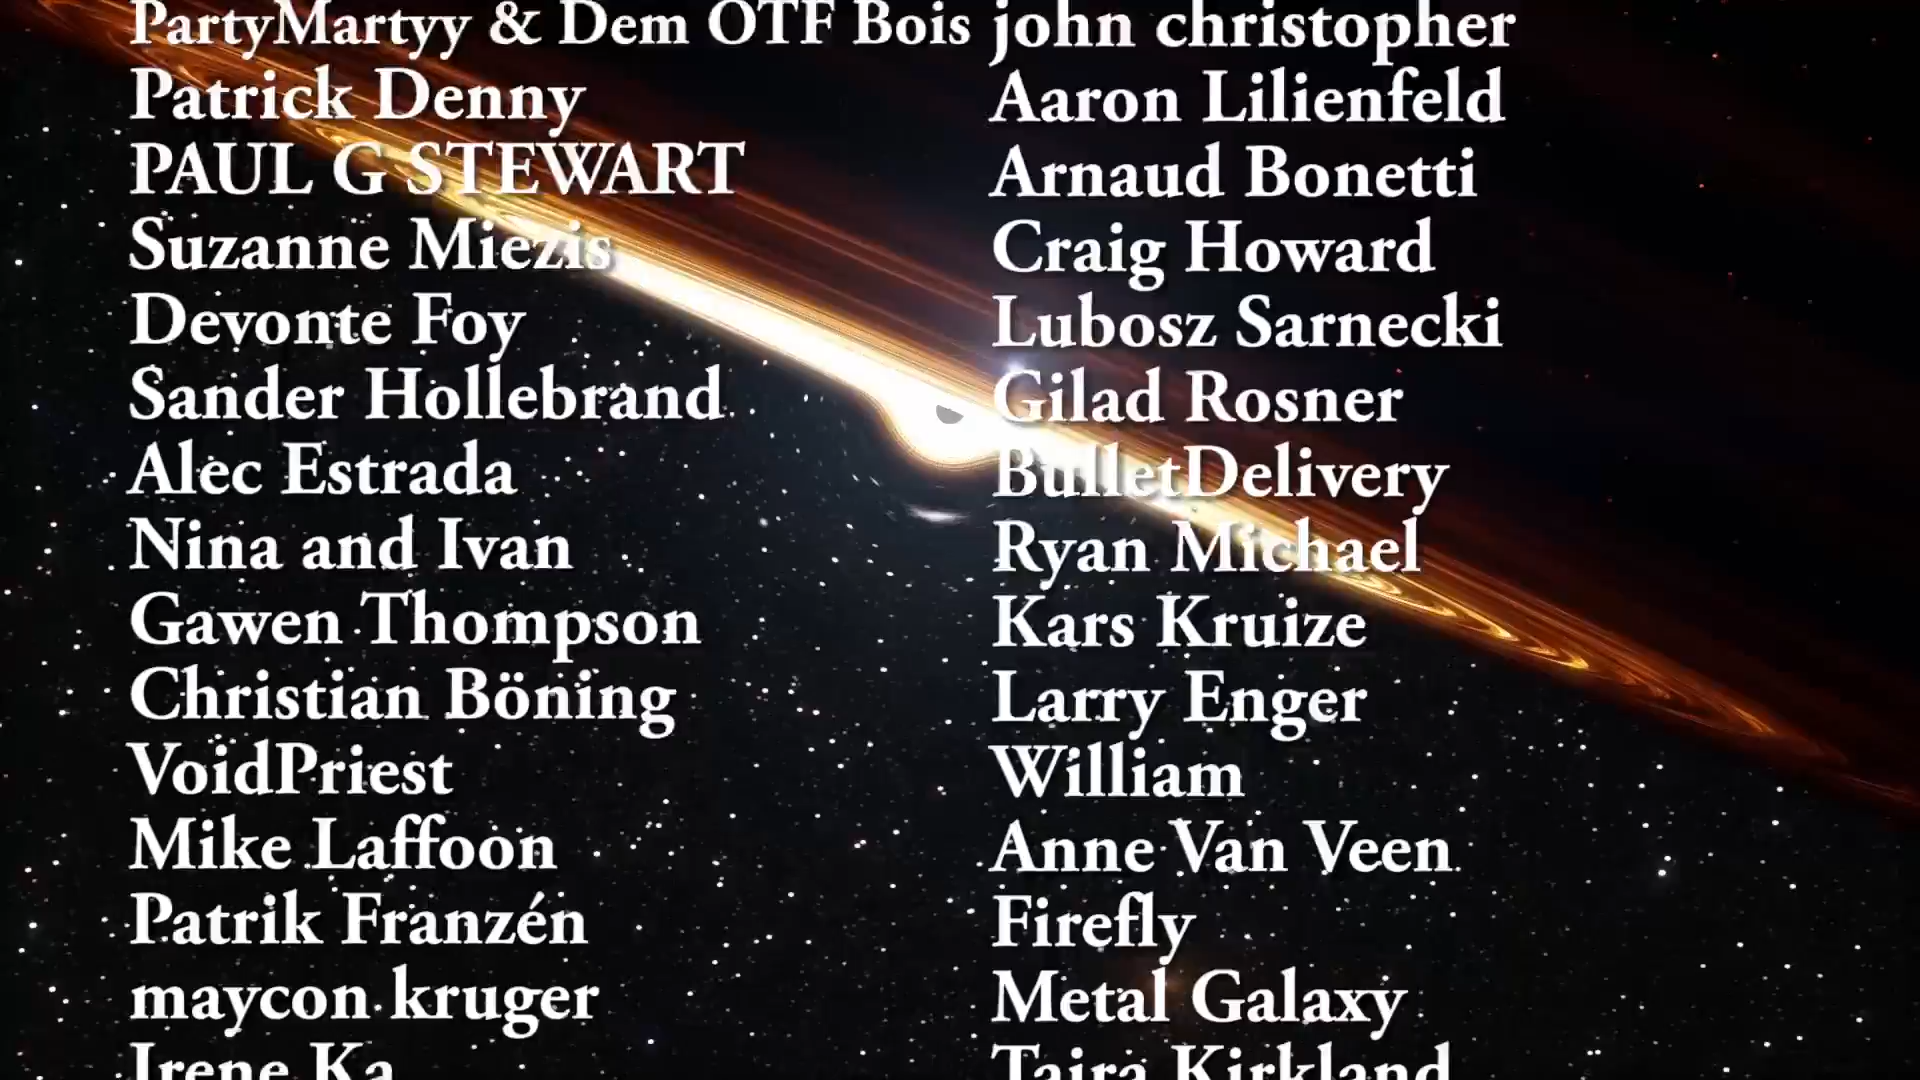 PartyMartyy & Dem OTF Bois
Patrick Denny
PAUL G STEWART
Suzanne Miezis
Devonte Foy
Sander Hollebrand
Alec Estrada
Nina and Ivan
Gawen Thompson
Christian Böning
VoidPriest
Mike Laffoon
Patrik Franzén
maycon kruger
Irene Ka
john christopher
Aaron Lilienfeld
Arnaud Bonetti
Craig Howard
Lubosz Sarnecki
Gilad Rosner
BulletDelivery
Ryan Michael
Kars Kruize
Larry Enger
William
Anne Van Veen
Firefly
Metal Galaxy
Taira Kirkland